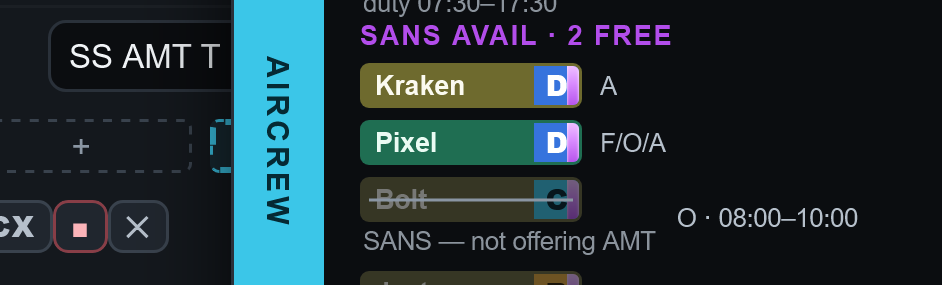 duty 07:30–17:30
SS AMT T
SANS AVAIL · 2 FREE
AIRCREW
Kraken D A
+
Pixel D F/O/A
Bolt C
O · 08:00–10:00
CX
SANS — not offering AMT